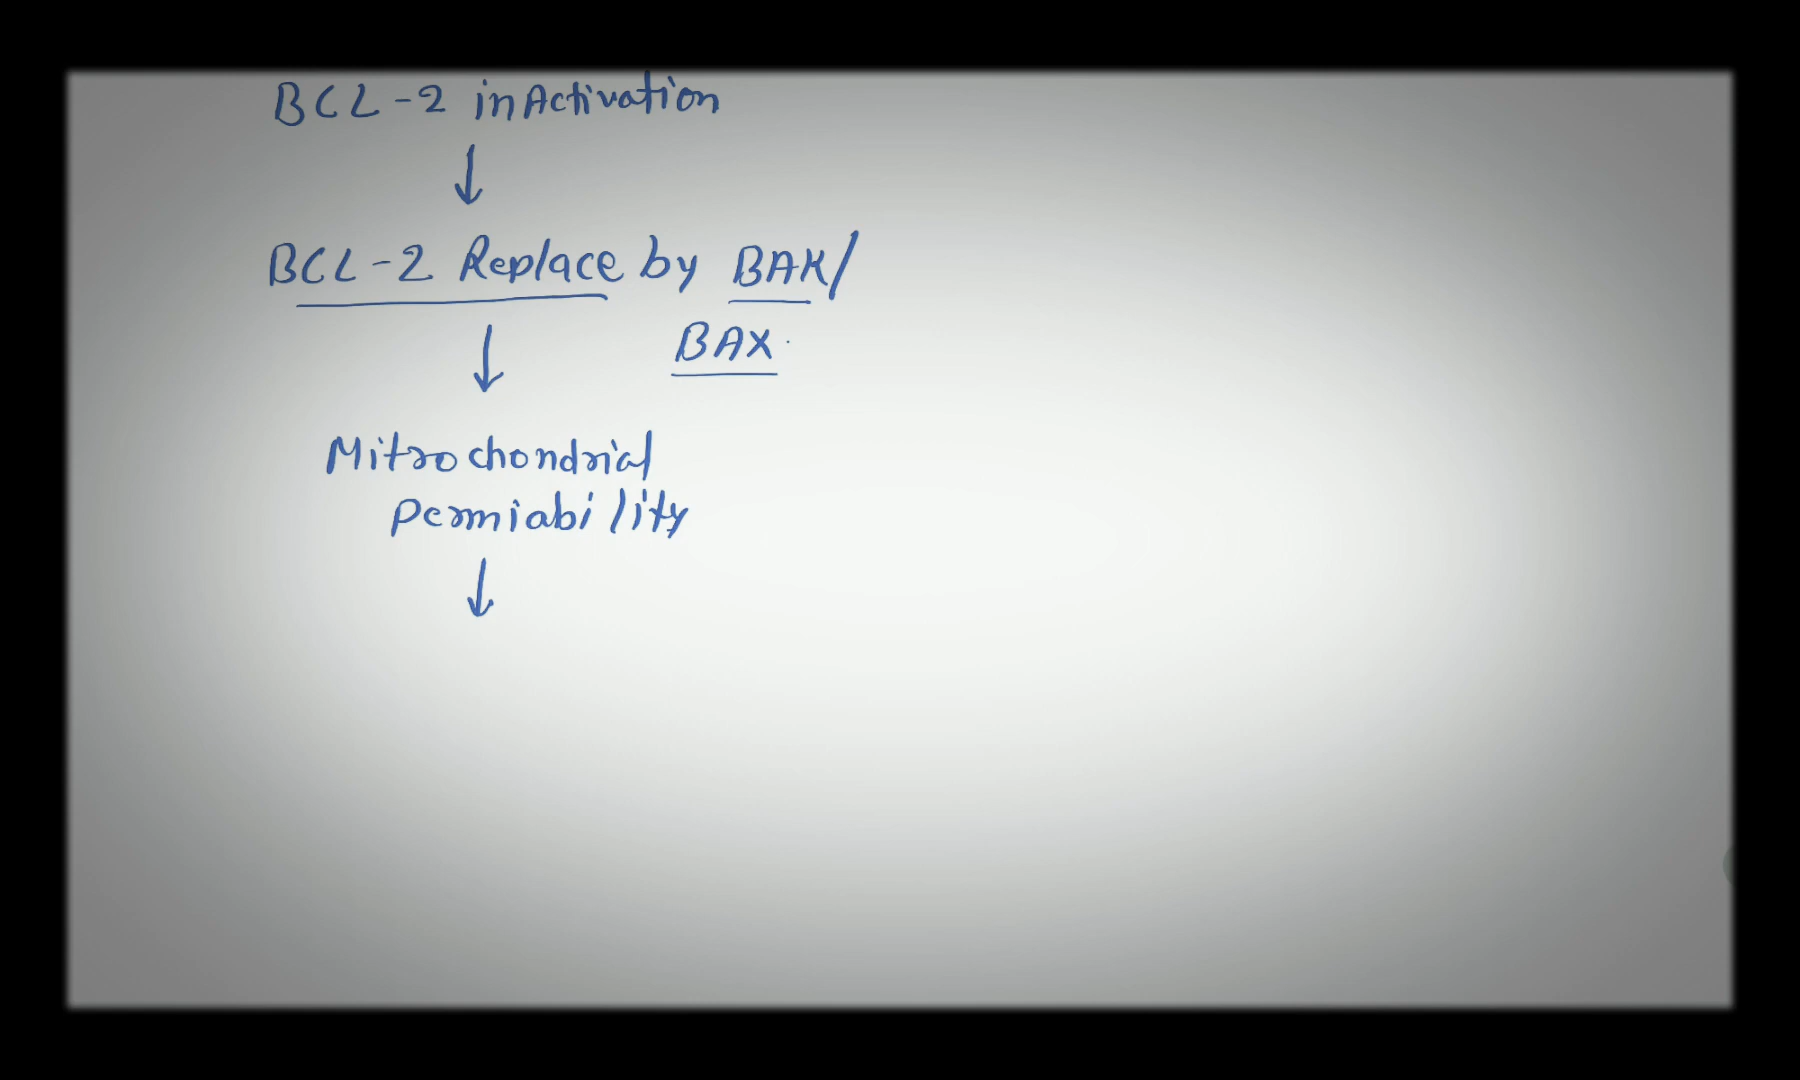 BCL-2 inActivation
BCL-2 Replace by BAK/
BAX
Mitrochondrial
permiability